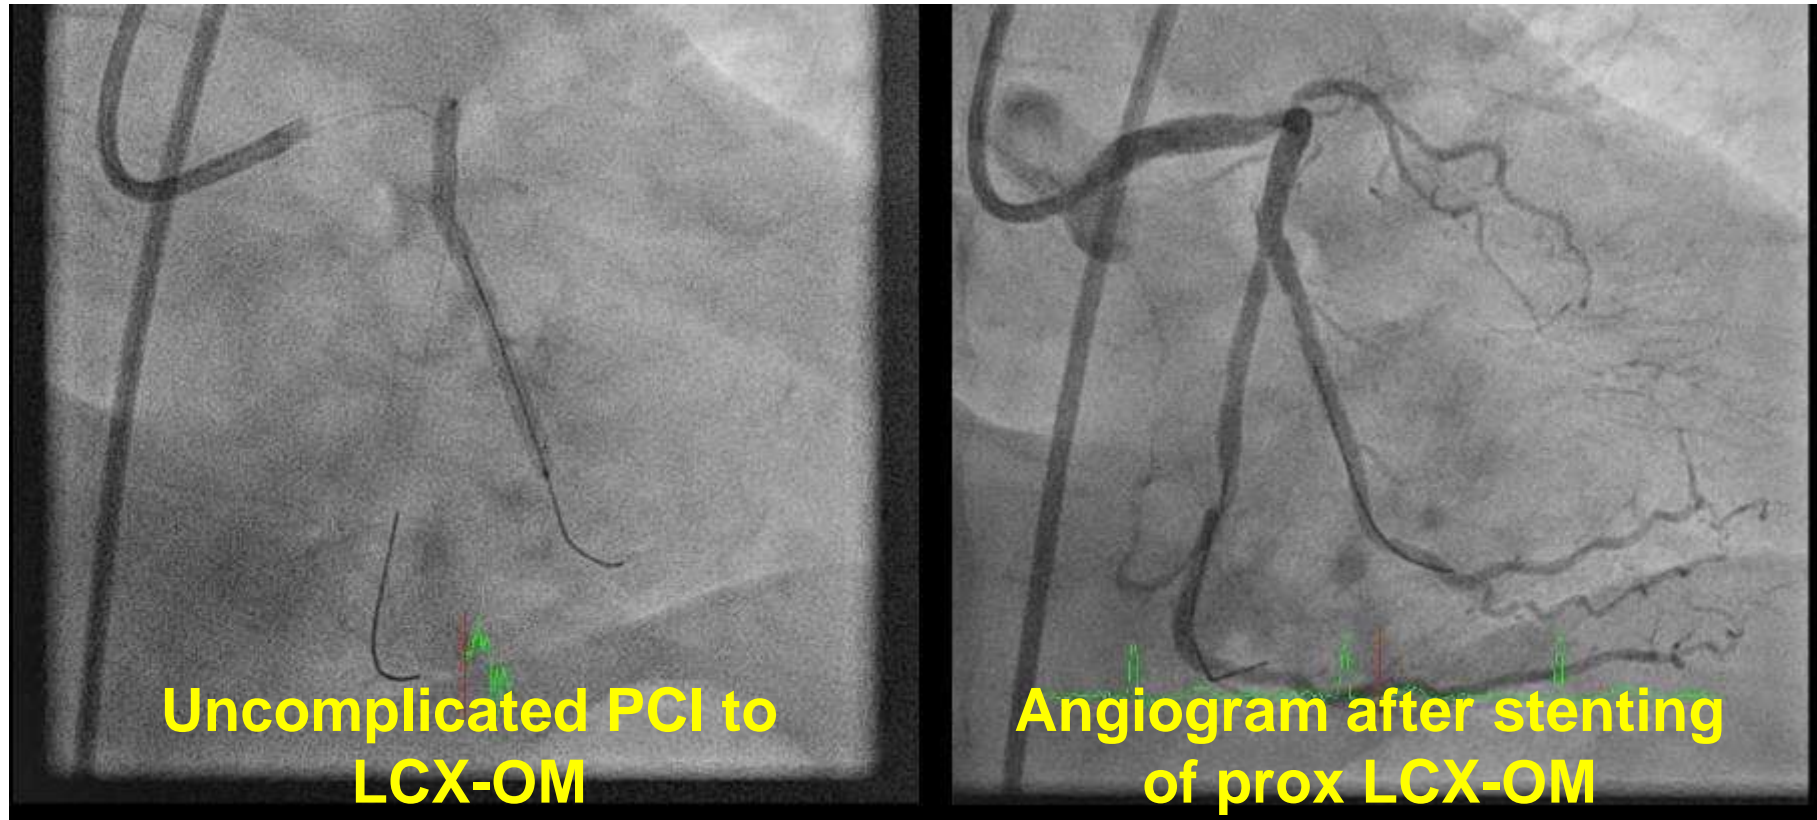 Uncomplicated PCI to
LCX-OM
Angiogram after stenting
of prox LCX-OM